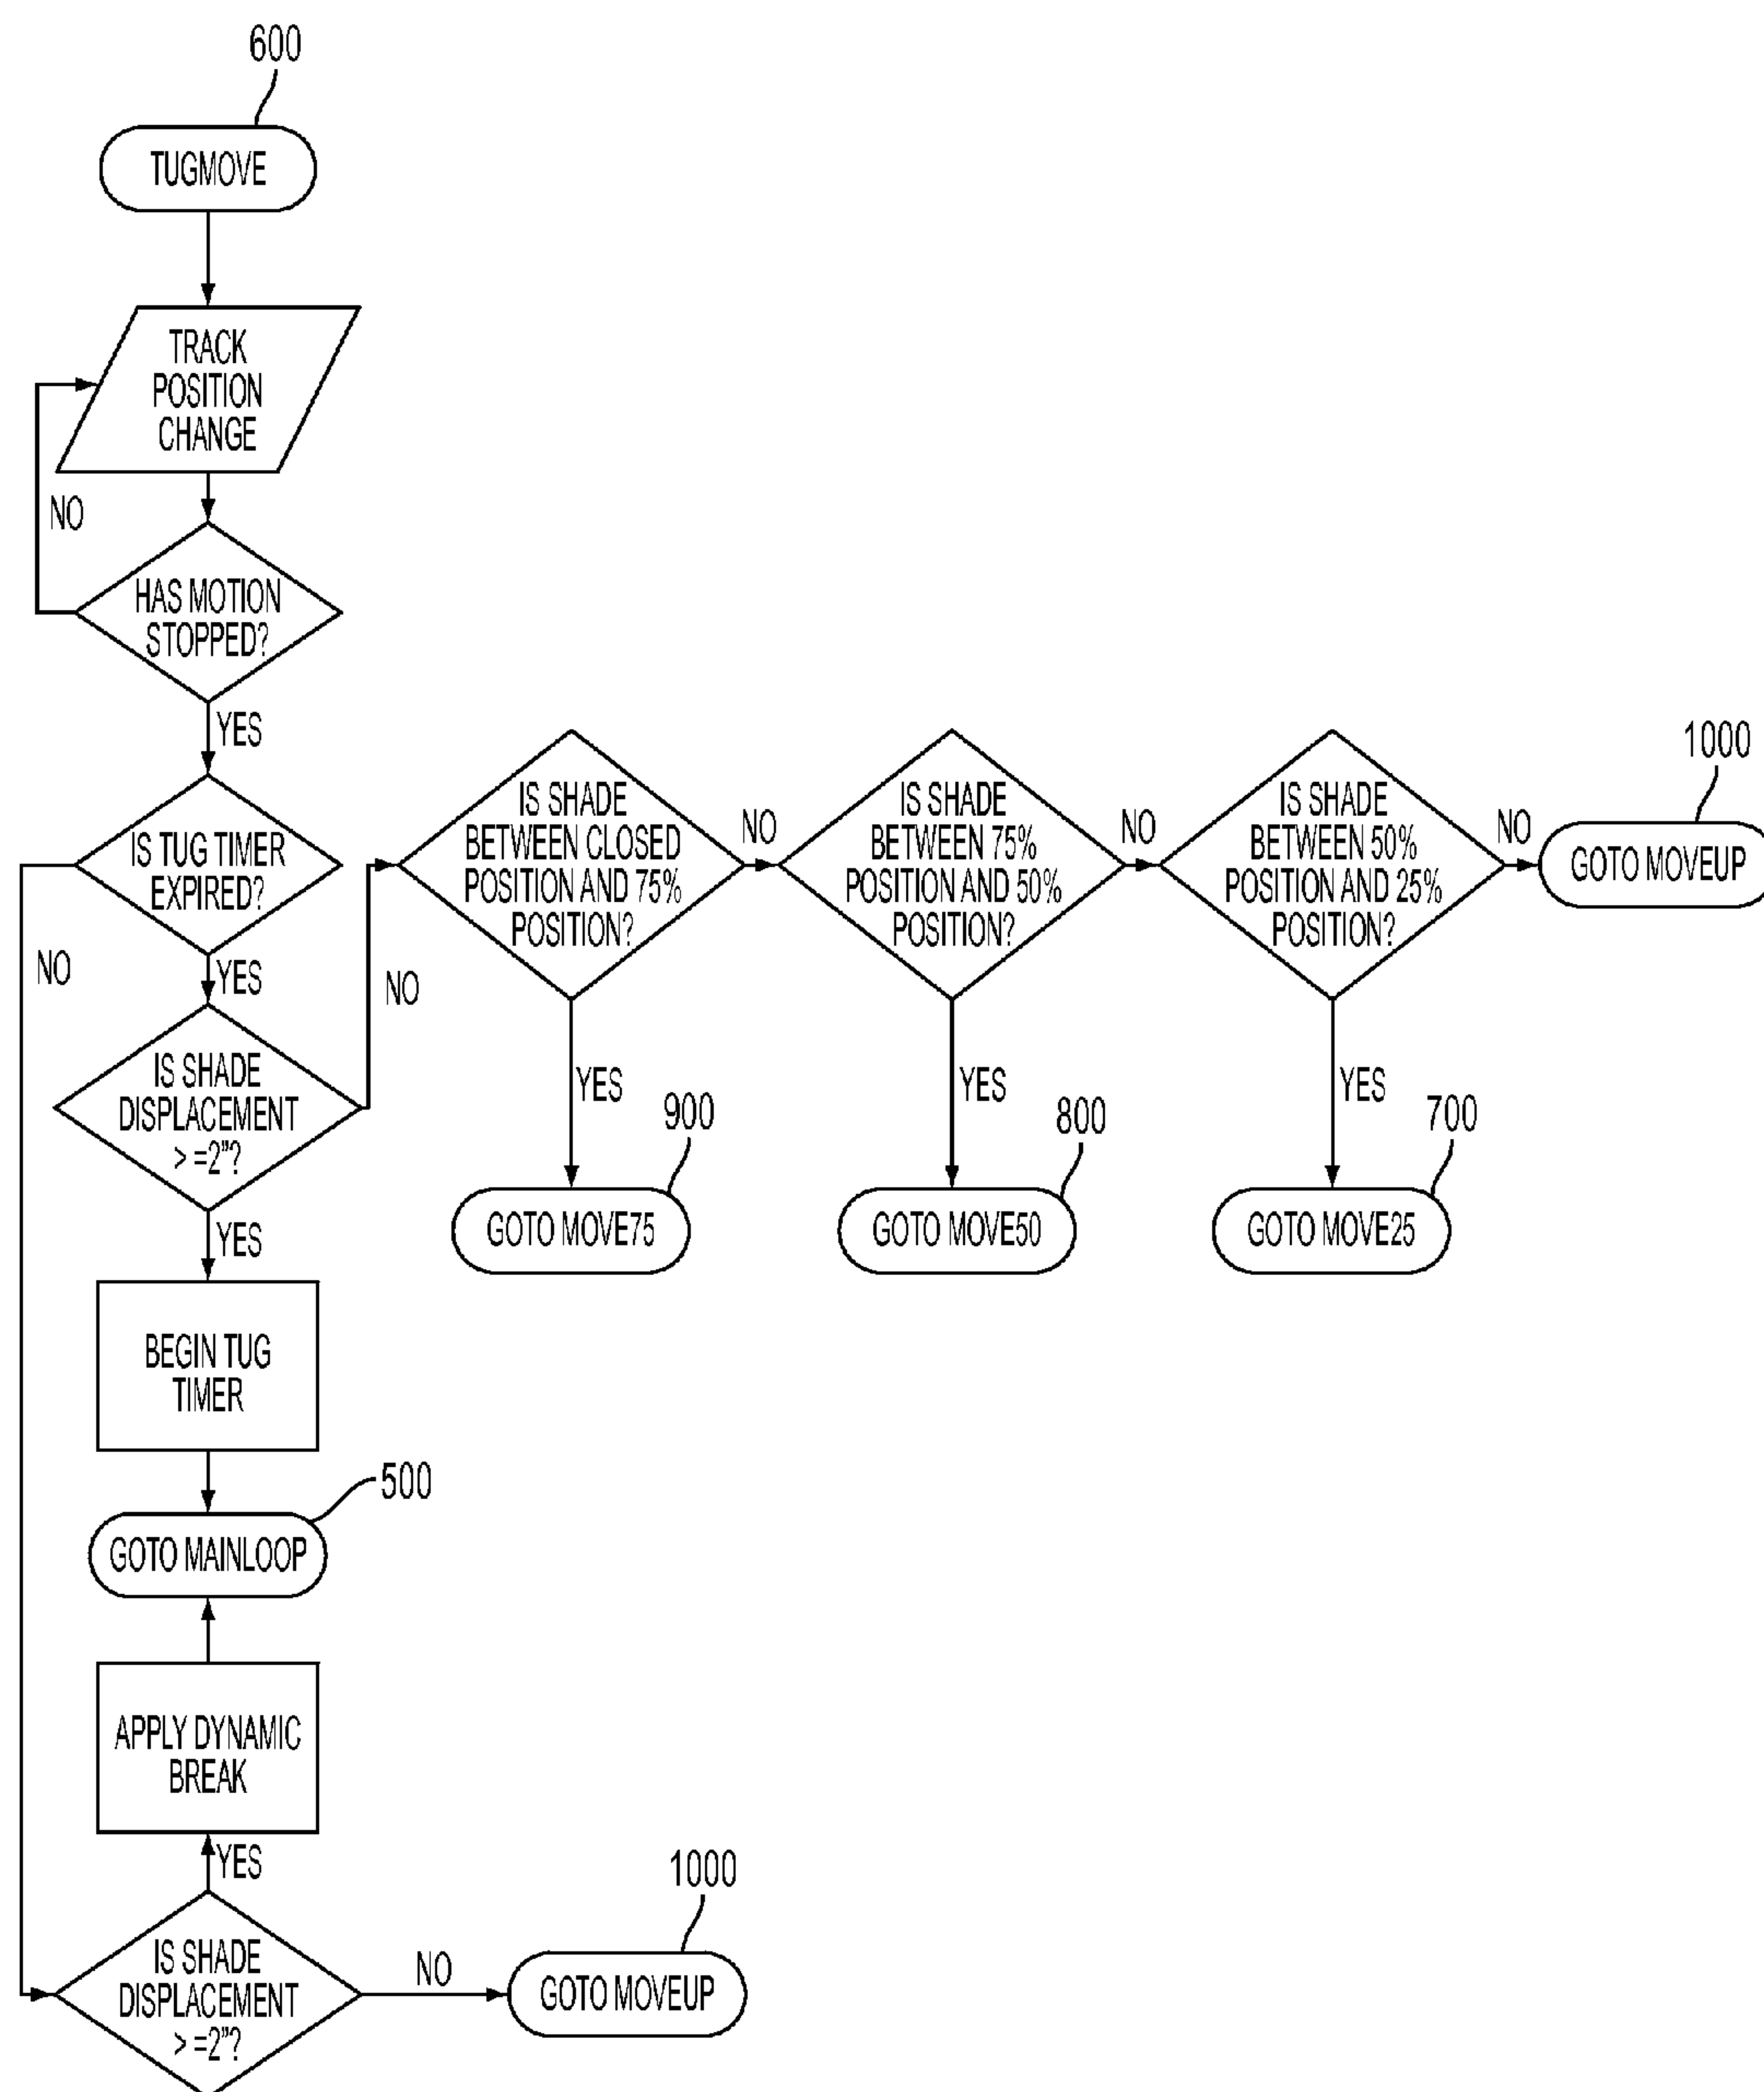 600
TUGMOVE
TRACK
POSITION
CHANGE
NO
HAS MOTION
STOPPED?
YES
IS TUG TIMER
EXPIRED?
NO
YES
IS SHADE
DISPLACEMENT
> =2"?
NO
IS SHADE
BETWEEN CLOSED
POSITION AND 75%
POSITION?
NO
IS SHADE
BETWEEN 75%
POSITION AND 50%
POSITION?
NO
IS SHADE
BETWEEN 50%
POSITION AND 25%
POSITION?
NO
1000
GOTO MOVEUP
YES
900
GOTO MOVE75
YES
800
GOTO MOVE50
YES
700
GOTO MOVE25
YES
BEGIN TUG
TIMER
500
GOTO MAINLOOP
APPLY DYNAMIC
BREAK
YES
IS SHADE
DISPLACEMENT
> =2"?
NO
1000
GOTO MOVEUP